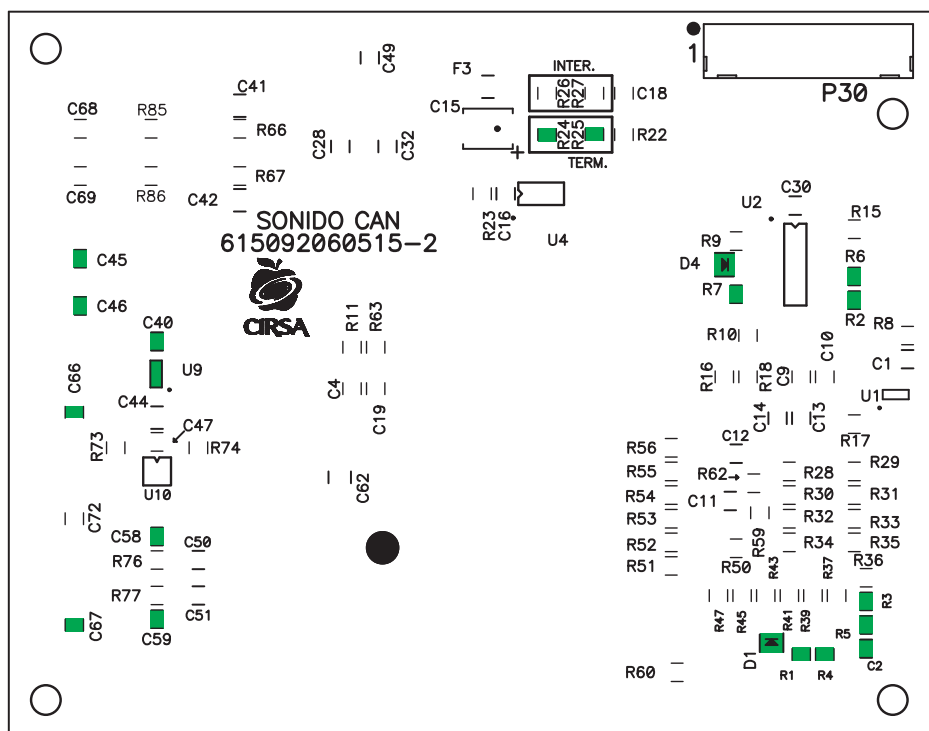 C49
F3
INTER.
1
P30
C41
R26
R27
C18
C68
R85
C15
R66
C28
C32
R24
R25
R22
+
TERM.
R67
C69
R86
C42
R23
C16
U4
C30
U2
R15
SONIDO CAN
615092060515-2
R9
R6
D4
R7
R2
C45
C46
CIRSA
C40
R11
R63
R8
R10
C10
C1
C66
U9
R16
R18
C9
C4
C19
U1
C44
C47
C14
C13
R73
R74
C12
R17
R56
R55
R62
R28
R29
U10
C62
R54
C11
R30
R31
C72
R53
R32
R33
C58
C50
R52
R59
R34
R35
R76
R51
R50
R43
R37
R36
R77
C51
R47
R45
R41
R39
R3
C59
C67
R5
D1
R60
R1
R4
C2